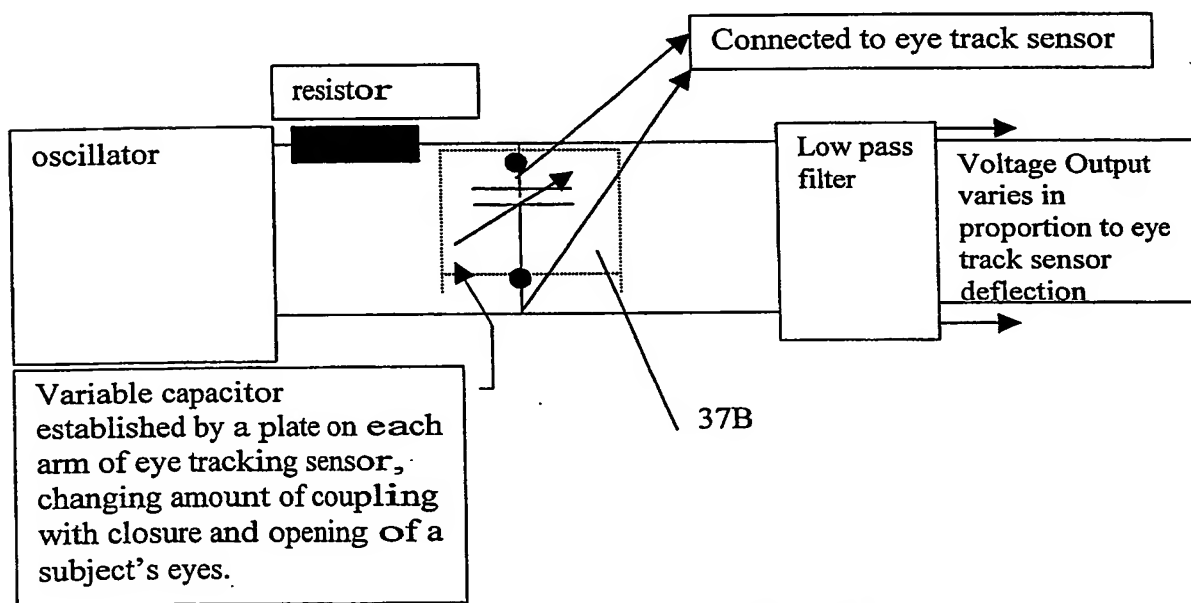 Connected to eye track sensor
resistor
oscillator
Low pass
filter
Voltage Output
varies in
proportion to eye
track sensor
deflection
37B
Variable capacitor
established by a plate on each
arm of eye tracking sensor,
changing amount of coupling
with closure and opening of a
subject's eyes.